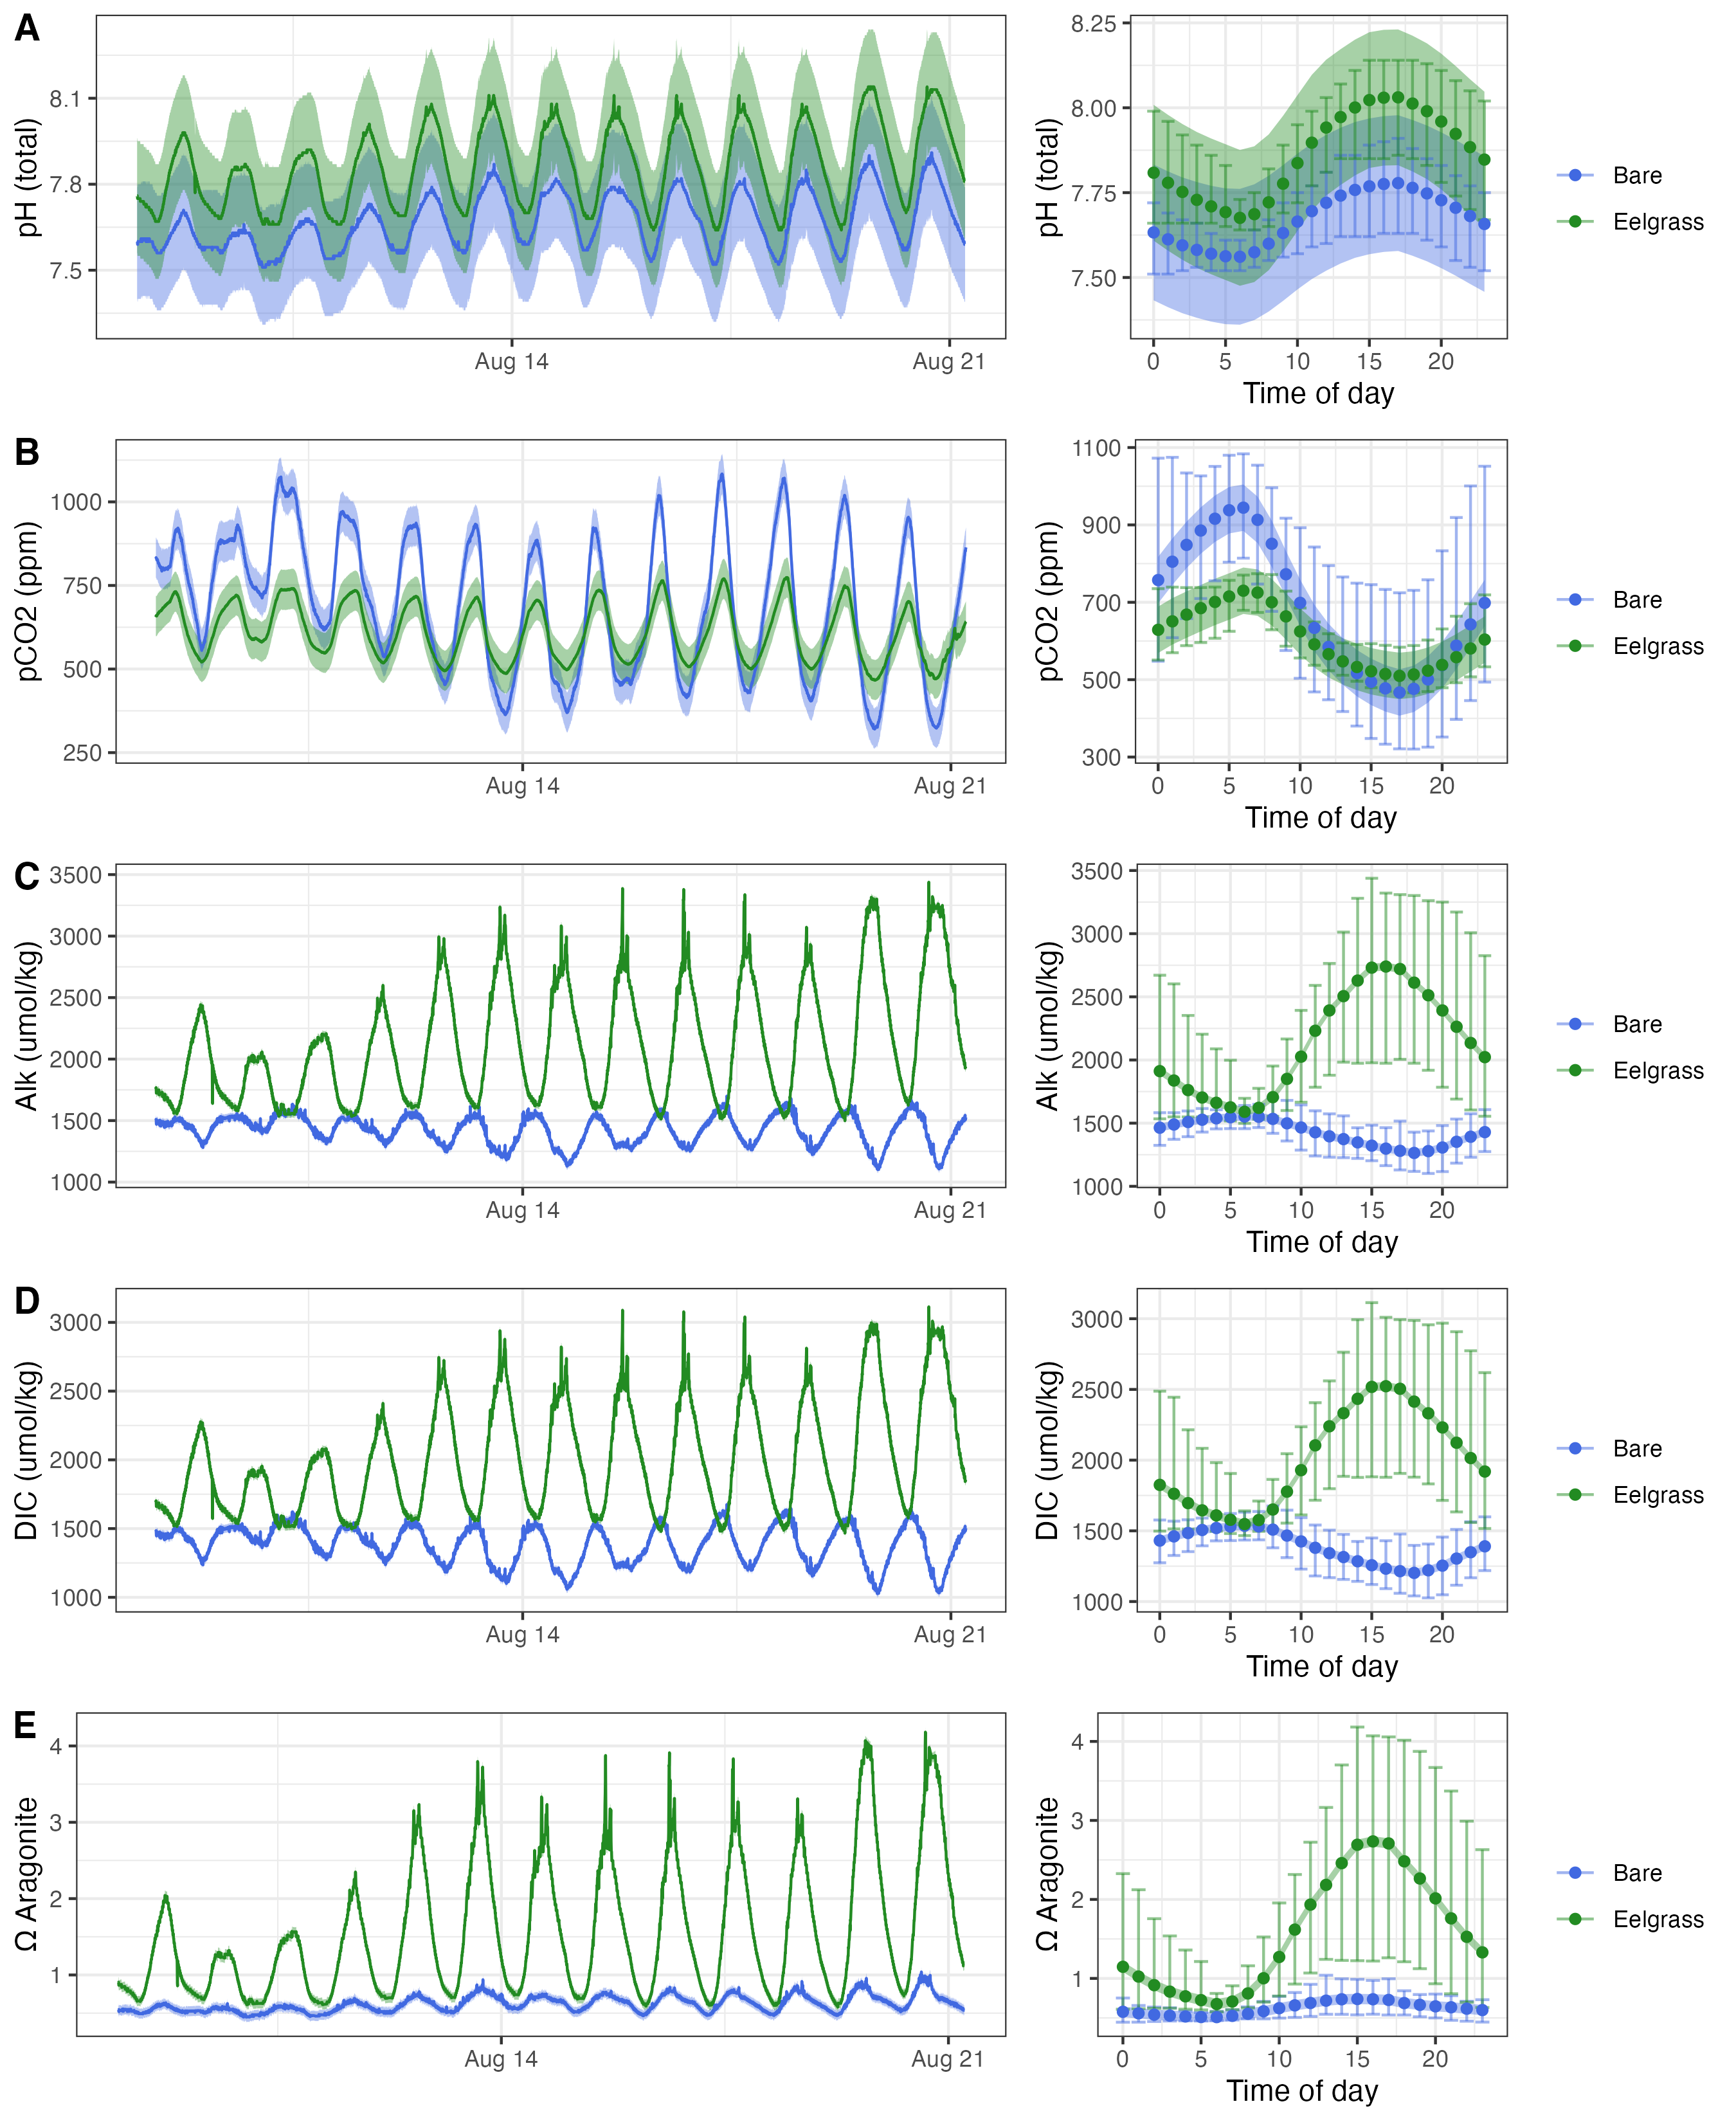 A
pH (total)
8.1
7.8
7.5
Aug 14
Aug 21
pH (total)
8.25
8.00
7.75
7.50
0
5
10
15
20
Time of day
Bare
Eelgrass
B
pCO2 (ppm)
1000
750
500
250
Aug 14
Aug 21
pCO2 (ppm)
1100
900
700
500
300
0
5
10
15
20
Time of day
Bare
Eelgrass
C
Alk (umol/kg)
3500
3000
2500
2000
1500
1000
Aug 14
Aug 21
Alk (umol/kg)
3500
3000
2500
2000
1500
1000
0
5
10
15
20
Time of day
Bare
Eelgrass
D
DIC (umol/kg)
3000
2500
2000
1500
1000
Aug 14
Aug 21
DIC (umol/kg)
3000
2500
2000
1500
1000
0
5
10
15
20
Time of day
Bare
Eelgrass
E
Ω Aragonite
4
3
2
1
Aug 14
Aug 21
Ω Aragonite
4
3
2
1
0
5
10
15
20
Time of day
Bare
Eelgrass